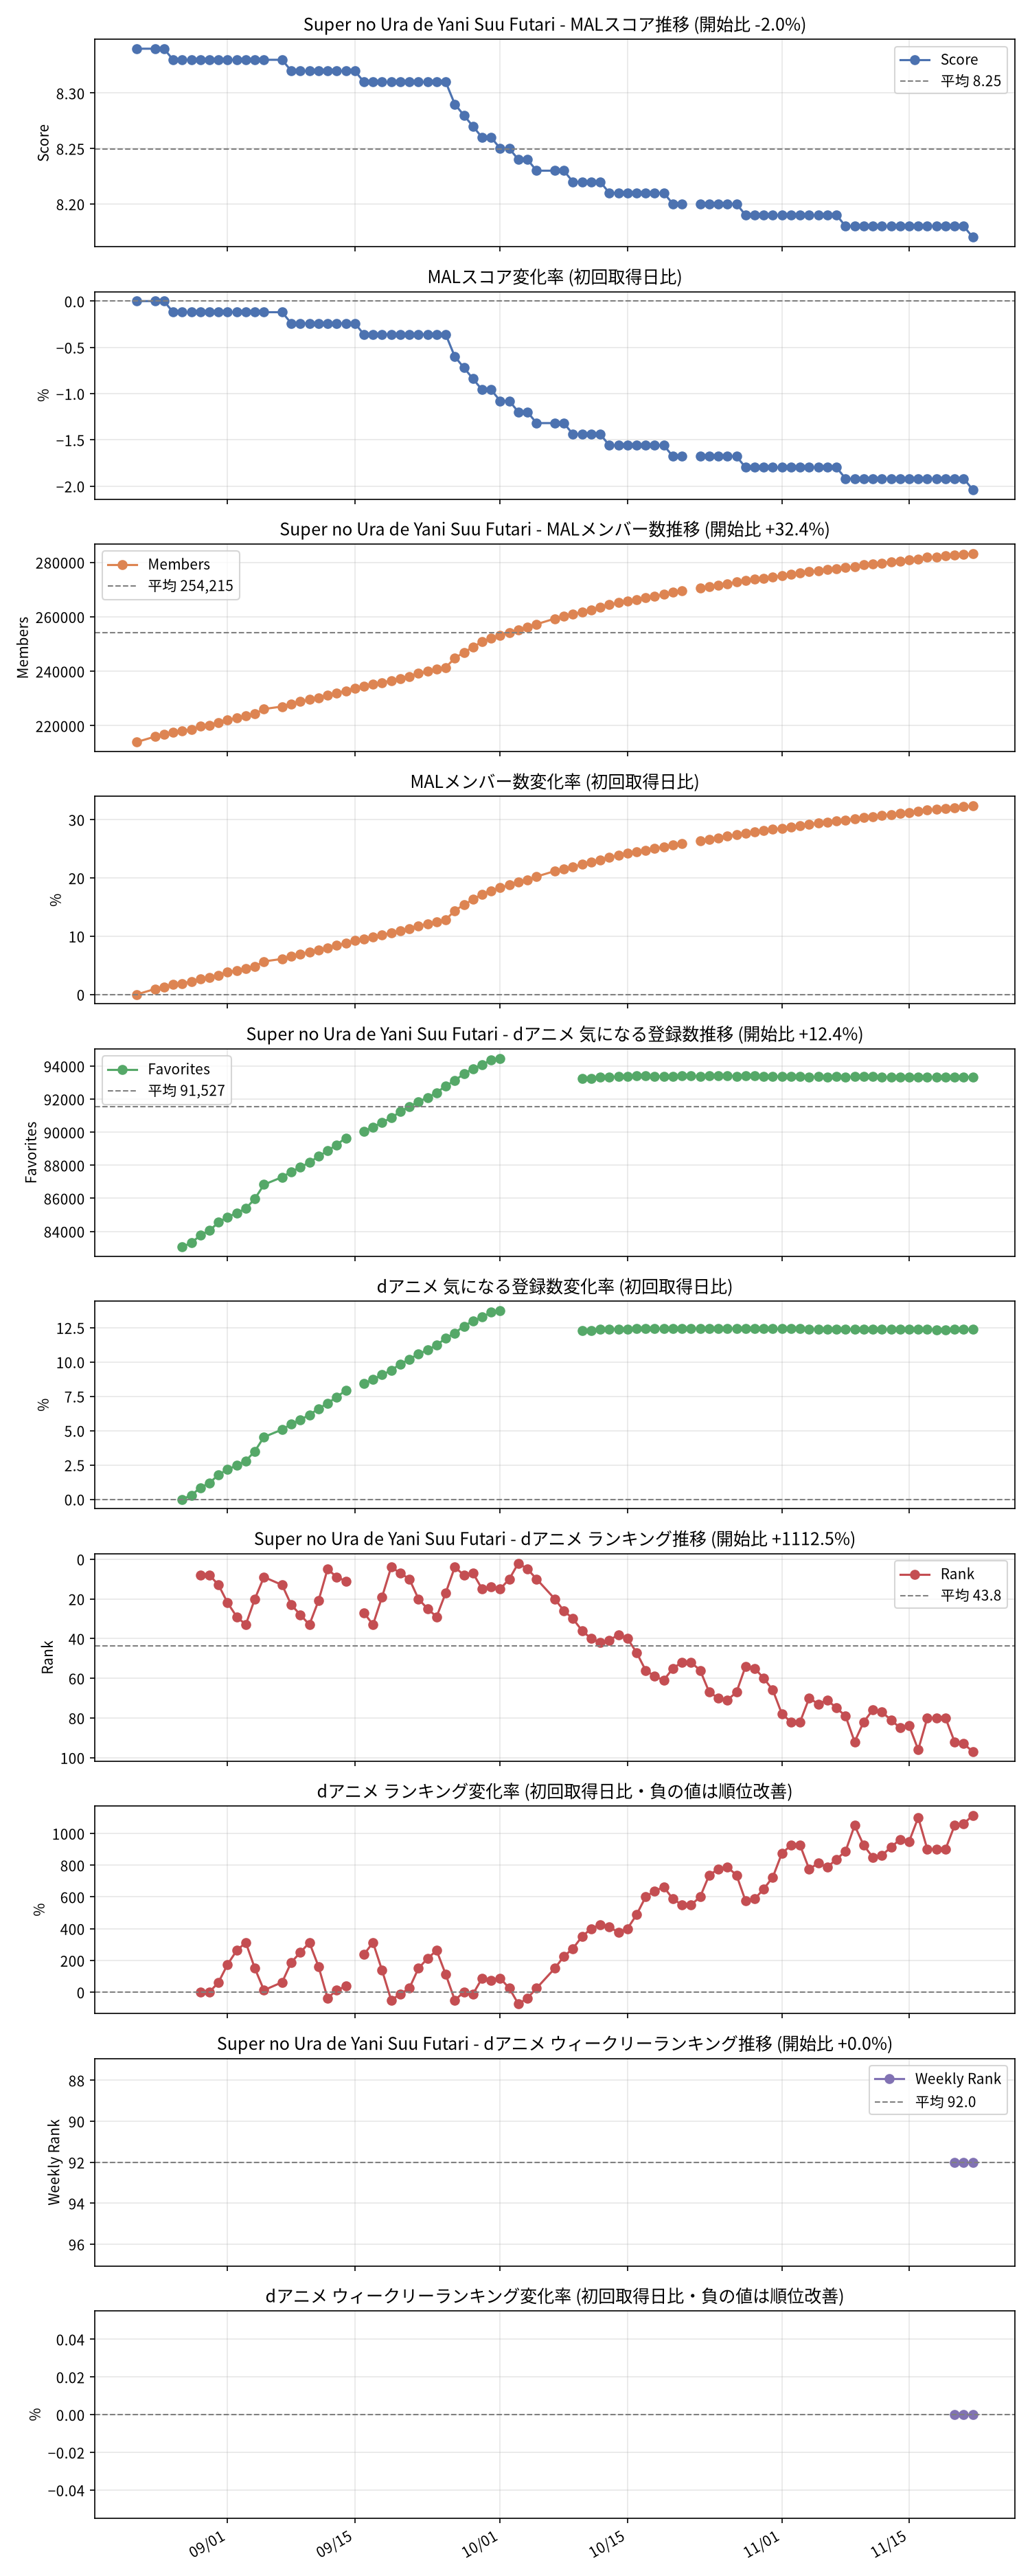 Super no Ura de Yani Suu Futari - MALスコア推移 (開始比 -2.0%)
Score
平均 8.25
8.30
8.25
8.20
Score
MALスコア変化率 (初回取得日比)
0.0
−0.5
−1.0
−1.5
−2.0
%
Super no Ura de Yani Suu Futari - MALメンバー数推移 (開始比 +32.4%)
Members
平均 254,215
280000
260000
240000
220000
Members
MALメンバー数変化率 (初回取得日比)
30
20
10
0
%
Super no Ura de Yani Suu Futari - dアニメ 気になる登録数推移 (開始比 +12.4%)
Favorites
平均 91,527
94000
92000
90000
88000
86000
84000
Favorites
dアニメ 気になる登録数変化率 (初回取得日比)
12.5
10.0
7.5
5.0
2.5
0.0
%
Super no Ura de Yani Suu Futari - dアニメ ランキング推移 (開始比 +1112.5%)
Rank
平均 43.8
0
20
40
60
80
100
Rank
dアニメ ランキング変化率 (初回取得日比・負の値は順位改善)
1000
800
600
400
200
0
%
Super no Ura de Yani Suu Futari - dアニメ ウィークリーランキング推移 (開始比 +0.0%)
Weekly Rank
平均 92.0
88
90
92
94
96
Weekly Rank
dアニメ ウィークリーランキング変化率 (初回取得日比・負の値は順位改善)
0.04
0.02
0.00
−0.02
−0.04
%
09/01
09/15
10/01
10/15
11/01
11/15